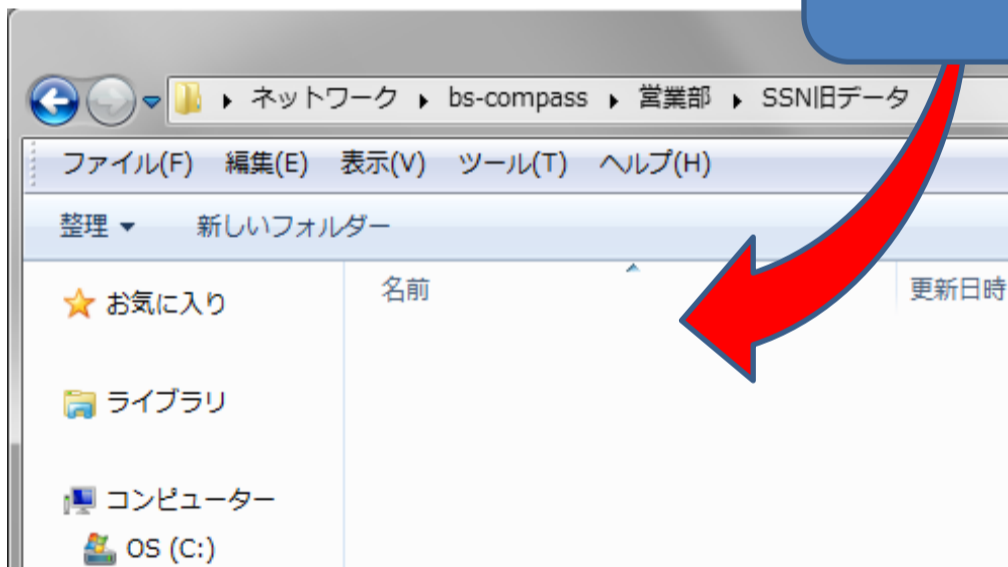 ネットワーク ▸ bs-compass ▸ 営業部 ▸ SSN旧データ
ファイル(F) 編集(E) 表示(V) ツール(T) ヘルプ(H)
整理 新しいフォルダー
名前 更新日時
お気に入り
ライブラリ
コンピューター
OS (C:)